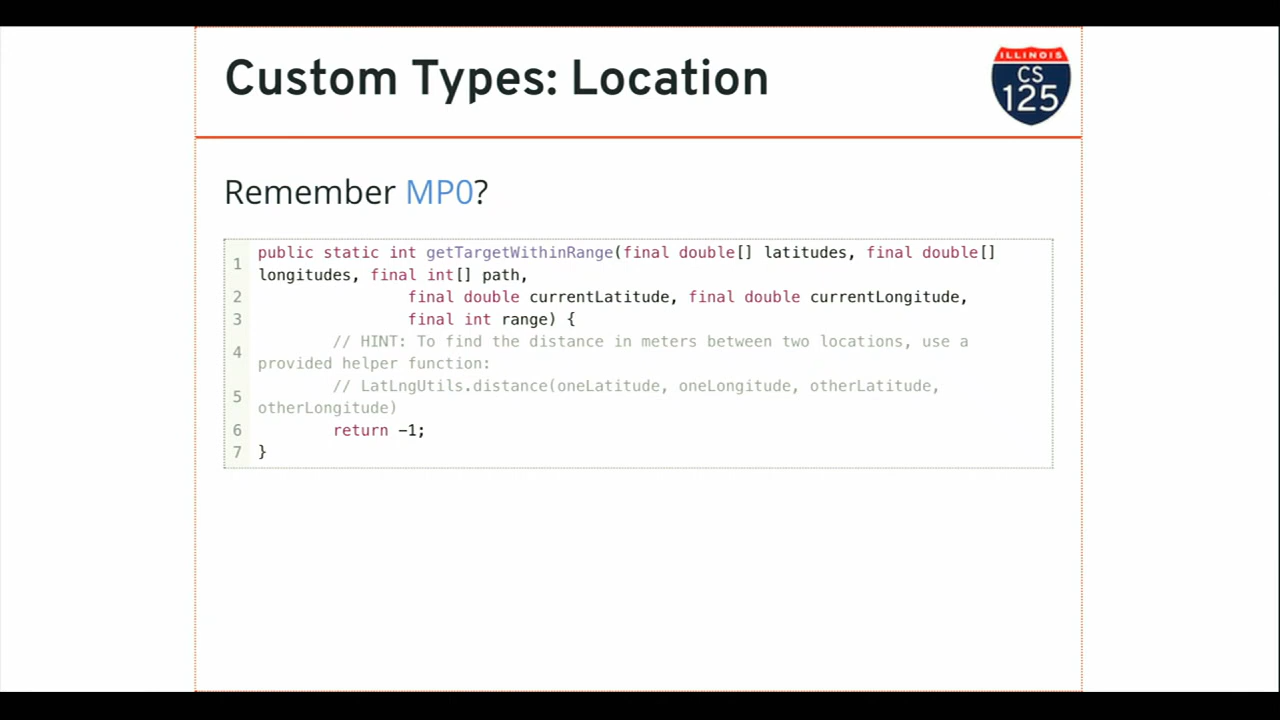 Custom Types: Location
ILLINOIS
CS
125
Remember MP0?
1 public static int getTargetWithinRange(final double[] latitudes, final double[]
longitudes, final int[] path,
2 final double currentLatitude, final double currentLongitude,
3 final int range) {
4 // HINT: To find the distance in meters between two locations, use a
provided helper function:
5 // LatLngUtils.distance(oneLatitude, oneLongitude, otherLatitude,
otherLongitude)
6 return -1;
7 }